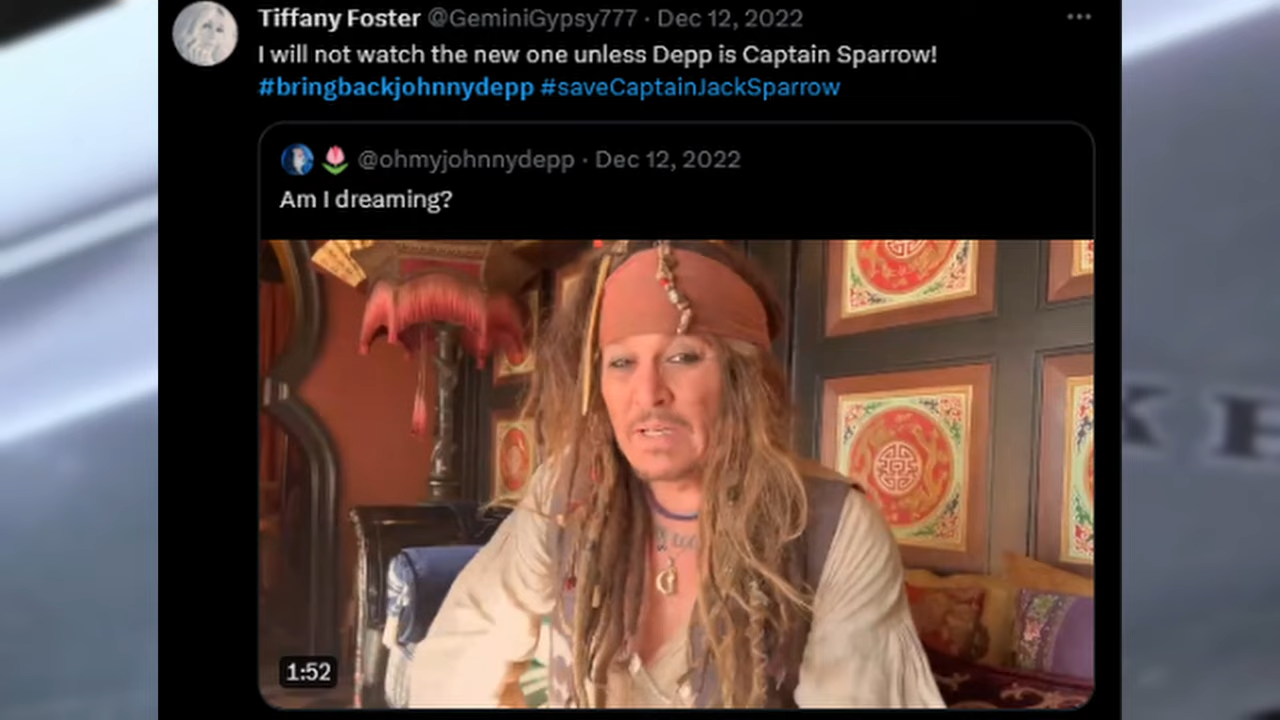 Tiffany Foster @GeminiGypsy777 · Dec 12, 2022
I will not watch the new one unless Depp is Captain Sparrow!
#bringbackjohnnydepp #saveCaptainJackSparrow
@ohmyjohnnydepp · Dec 12, 2022
Am I dreaming?
1:52